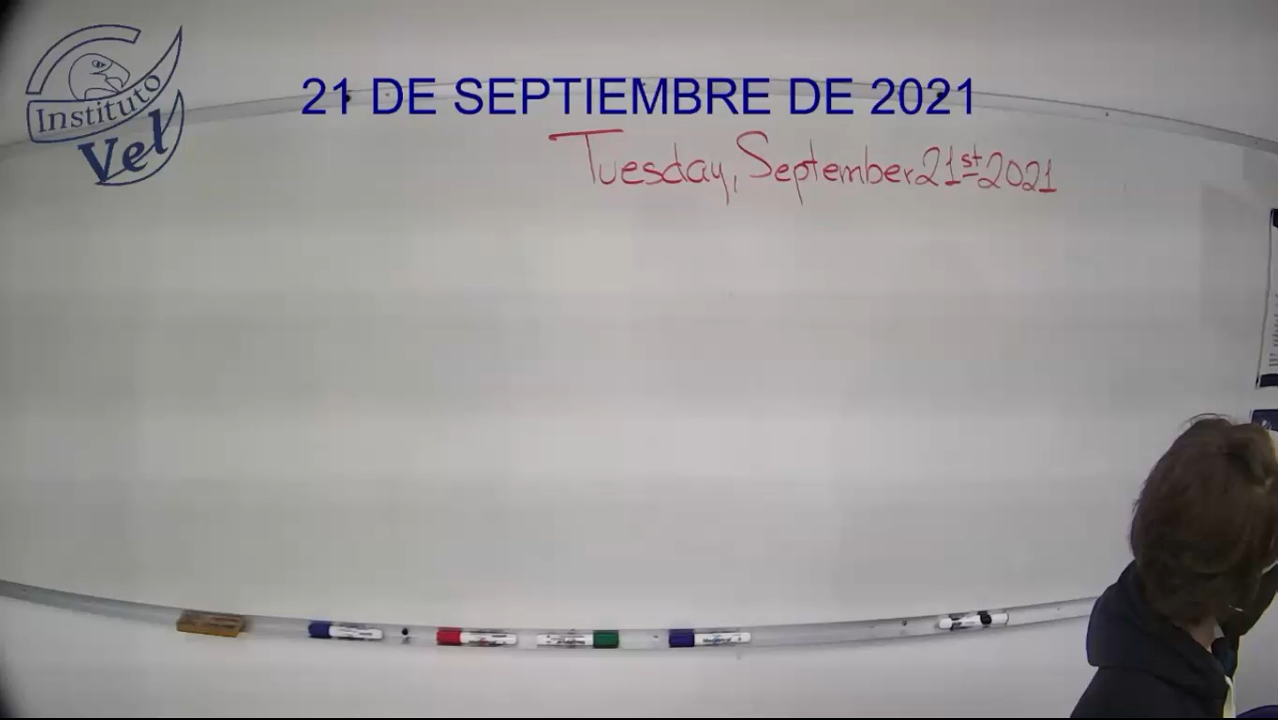 Instituto
Vel
21 DE SEPTIEMBRE DE 2021
Tuesday, September 21st 2021